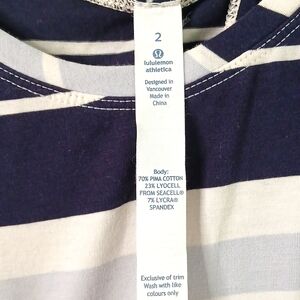 2
lululemon
athletica
Designed in
Vancouver
Made in
China
Body:
70% PIMA COTTON
23% LYOCELL
FROM SEACELL®
7% LYCRA®
SPANDEX
Exclusive of trim
Wash with like
colours only